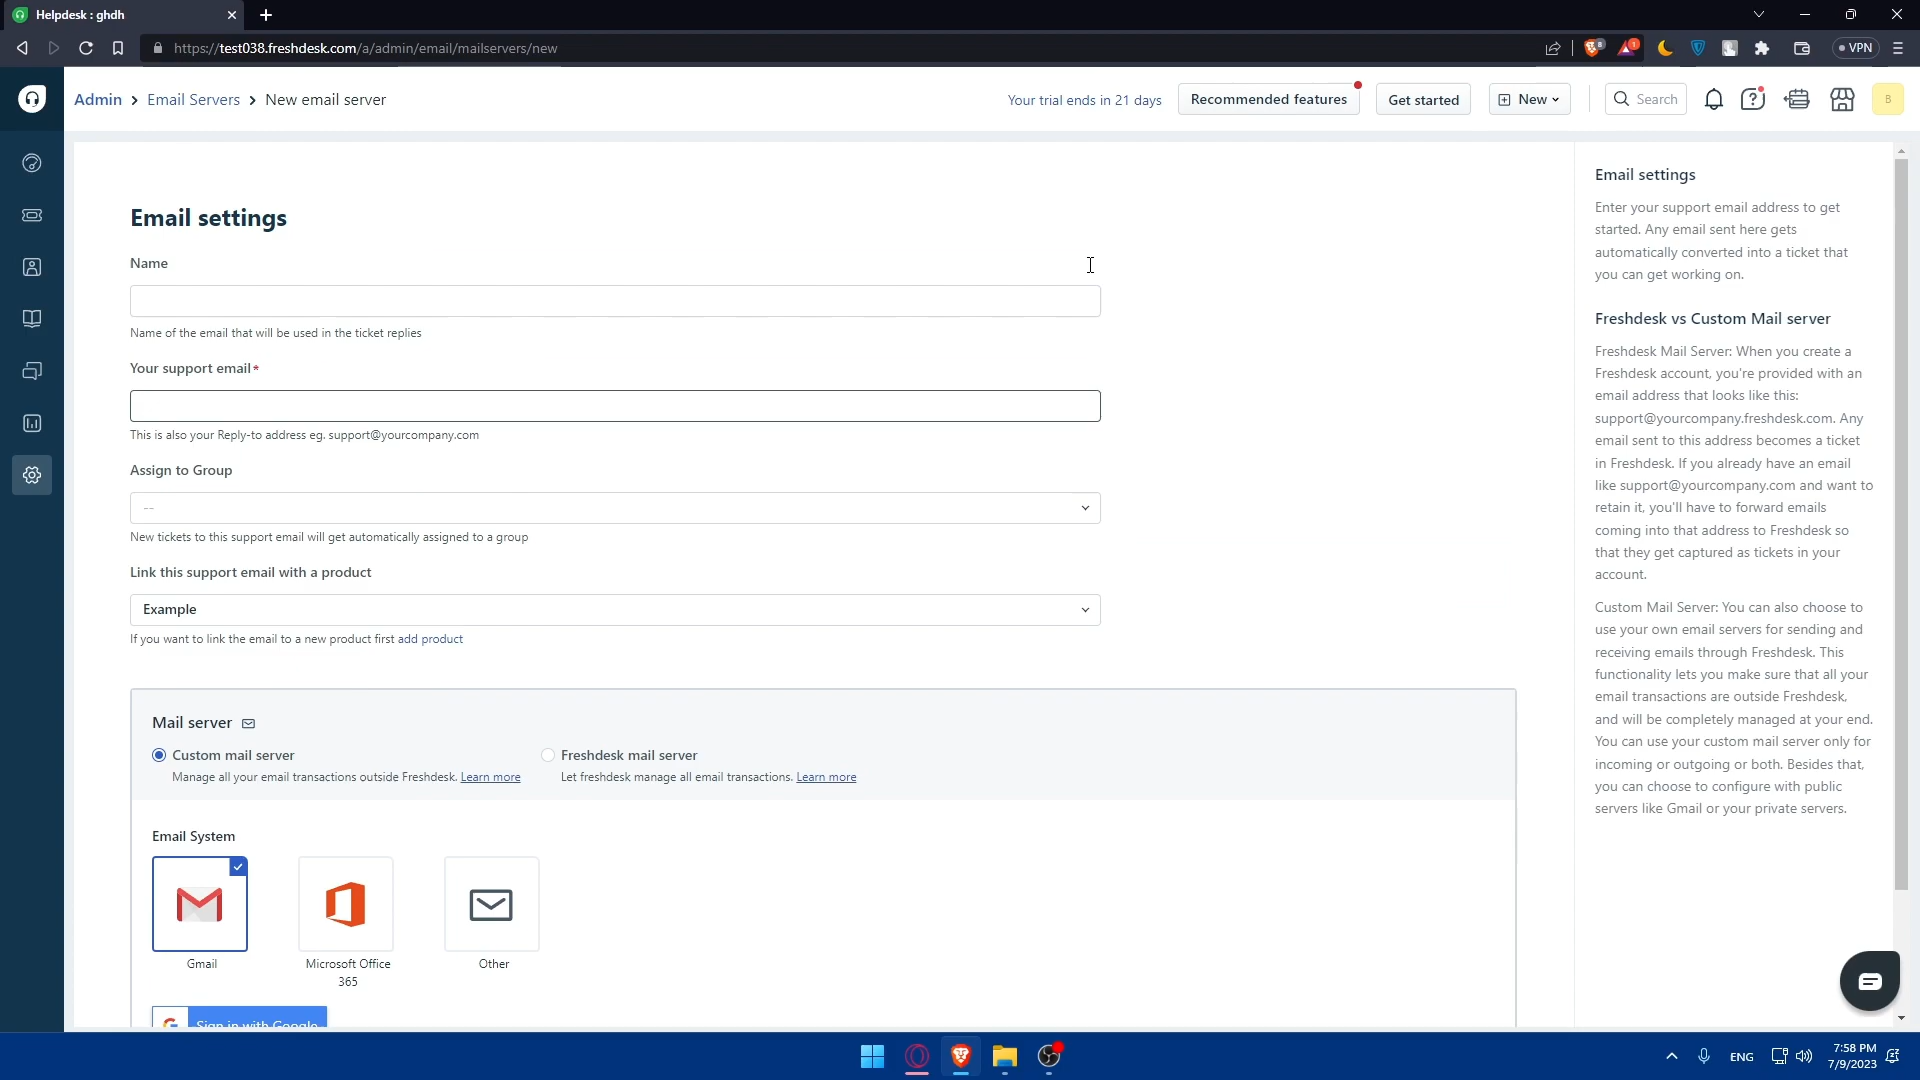 Helpdesk : ghdh
https://test038.freshdesk.com/a/admin/email/mailservers/new
8
1
VPN
Admin > Email Servers > New email server
Your trial ends in 21 days
Recommended features
Get started
New
Search
B
Email settings
Name
Name of the email that will be used in the ticket replies
Your support email*
This is also your Reply-to address eg. support@yourcompany.com
Assign to Group
--
New tickets to this support email will get automatically assigned to a group
Link this support email with a product
Example
If you want to link the email to a new product first add product
Mail server
Custom mail server
Manage all your email transactions outside Freshdesk. Learn more
Freshdesk mail server
Let freshdesk manage all email transactions. Learn more
Email System
Gmail
Microsoft Office
365
Other
Sign in with Google
Email settings
Enter your support email address to get
started. Any email sent here gets
automatically converted into a ticket that
you can get working on.
Freshdesk vs Custom Mail server
Freshdesk Mail Server: When you create a
Freshdesk account, you're provided with an
email address that looks like this:
support@yourcompany.freshdesk.com. Any
email sent to this address becomes a ticket
in Freshdesk. If you already have an email
like support@yourcompany.com and want to
retain it, you'll have to forward emails
coming into that address to Freshdesk so
that they get captured as tickets in your
account.
Custom Mail Server: You can also choose to
use your own email servers for sending and
receiving emails through Freshdesk. This
functionality lets you make sure that all your
email transactions are outside Freshdesk,
and will be completely managed at your end.
You can use your custom mail server only for
incoming or outgoing or both. Besides that,
you can choose to configure with public
servers like Gmail or your private servers.
ENG
7:58 PM
7/9/2023